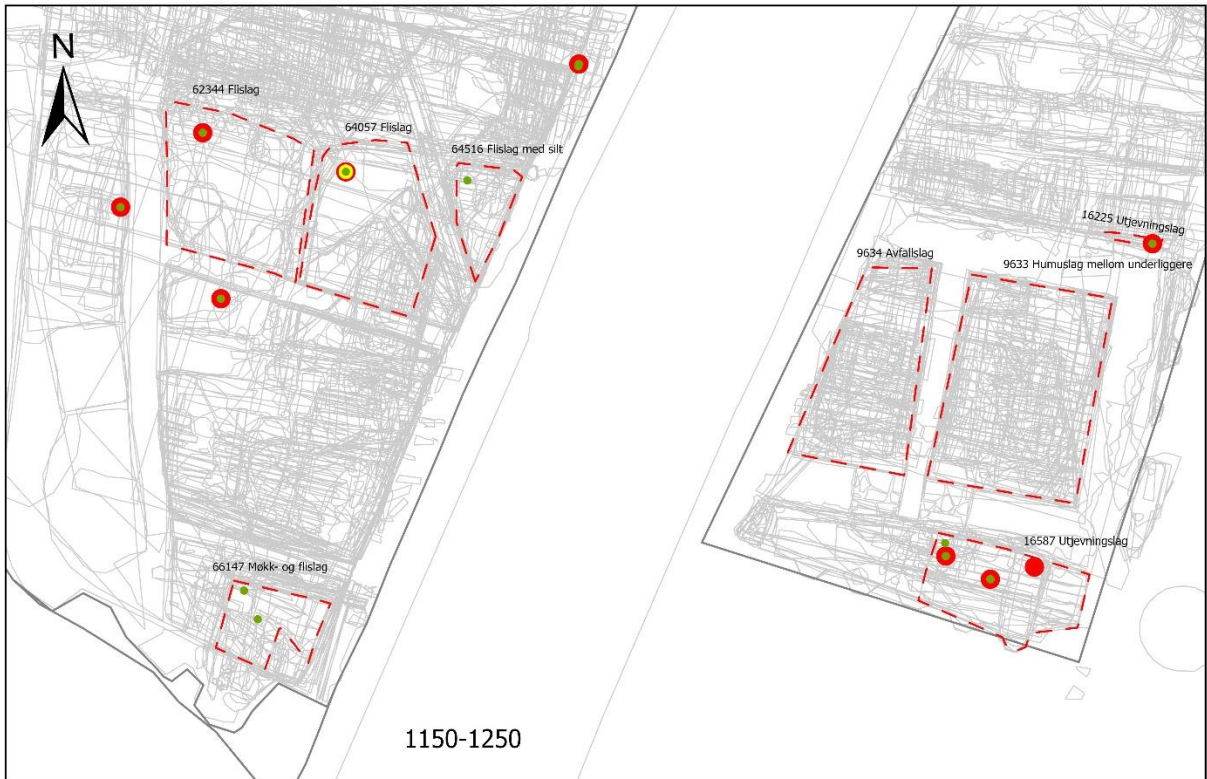 N
62344 Flislag
64057 Flislag
64516 Flislag med silt
16225 Utjevningslag
9634 Avfallslag
9633 Humuslag mellom underliggere
16587 Utjevningslag
66147 Møkk- og flislag
1150-1250